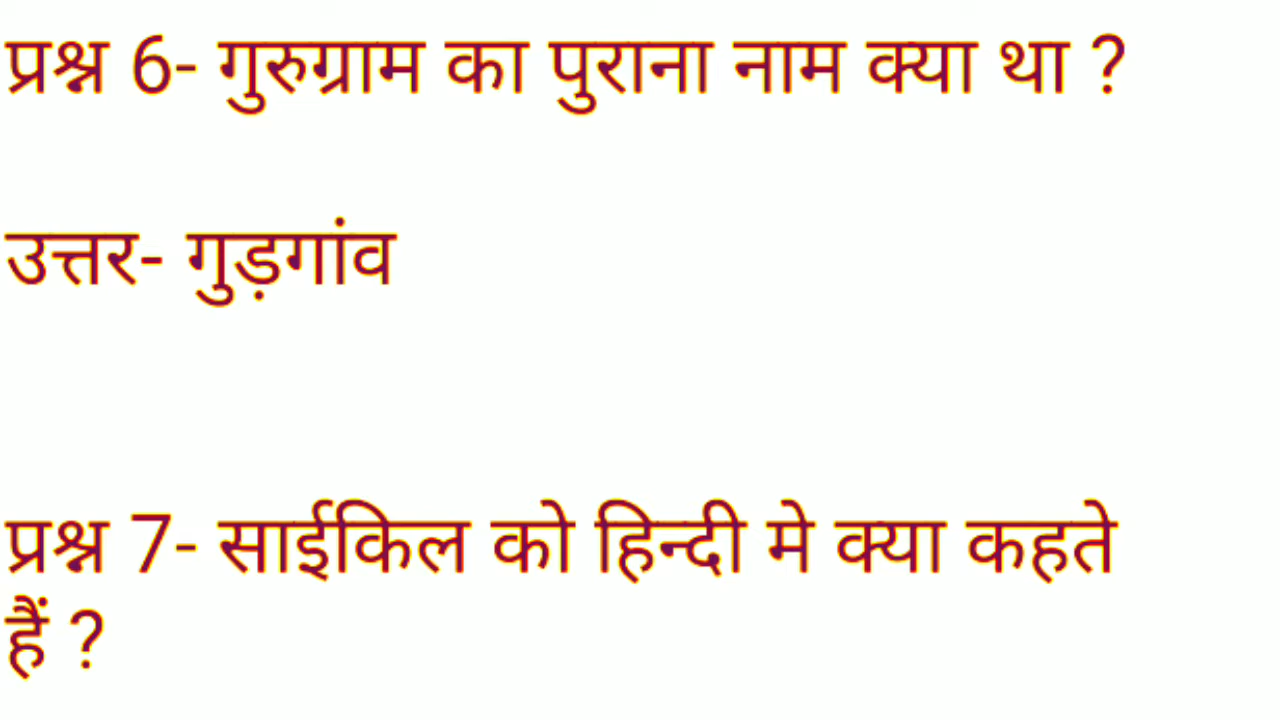 प्रश्न 6- गुरुग्राम का पुराना नाम क्या था ?
उत्तर- गुड़गांव
प्रश्न 7- साईकिल को हिन्दी मे क्या कहते
हैं ?